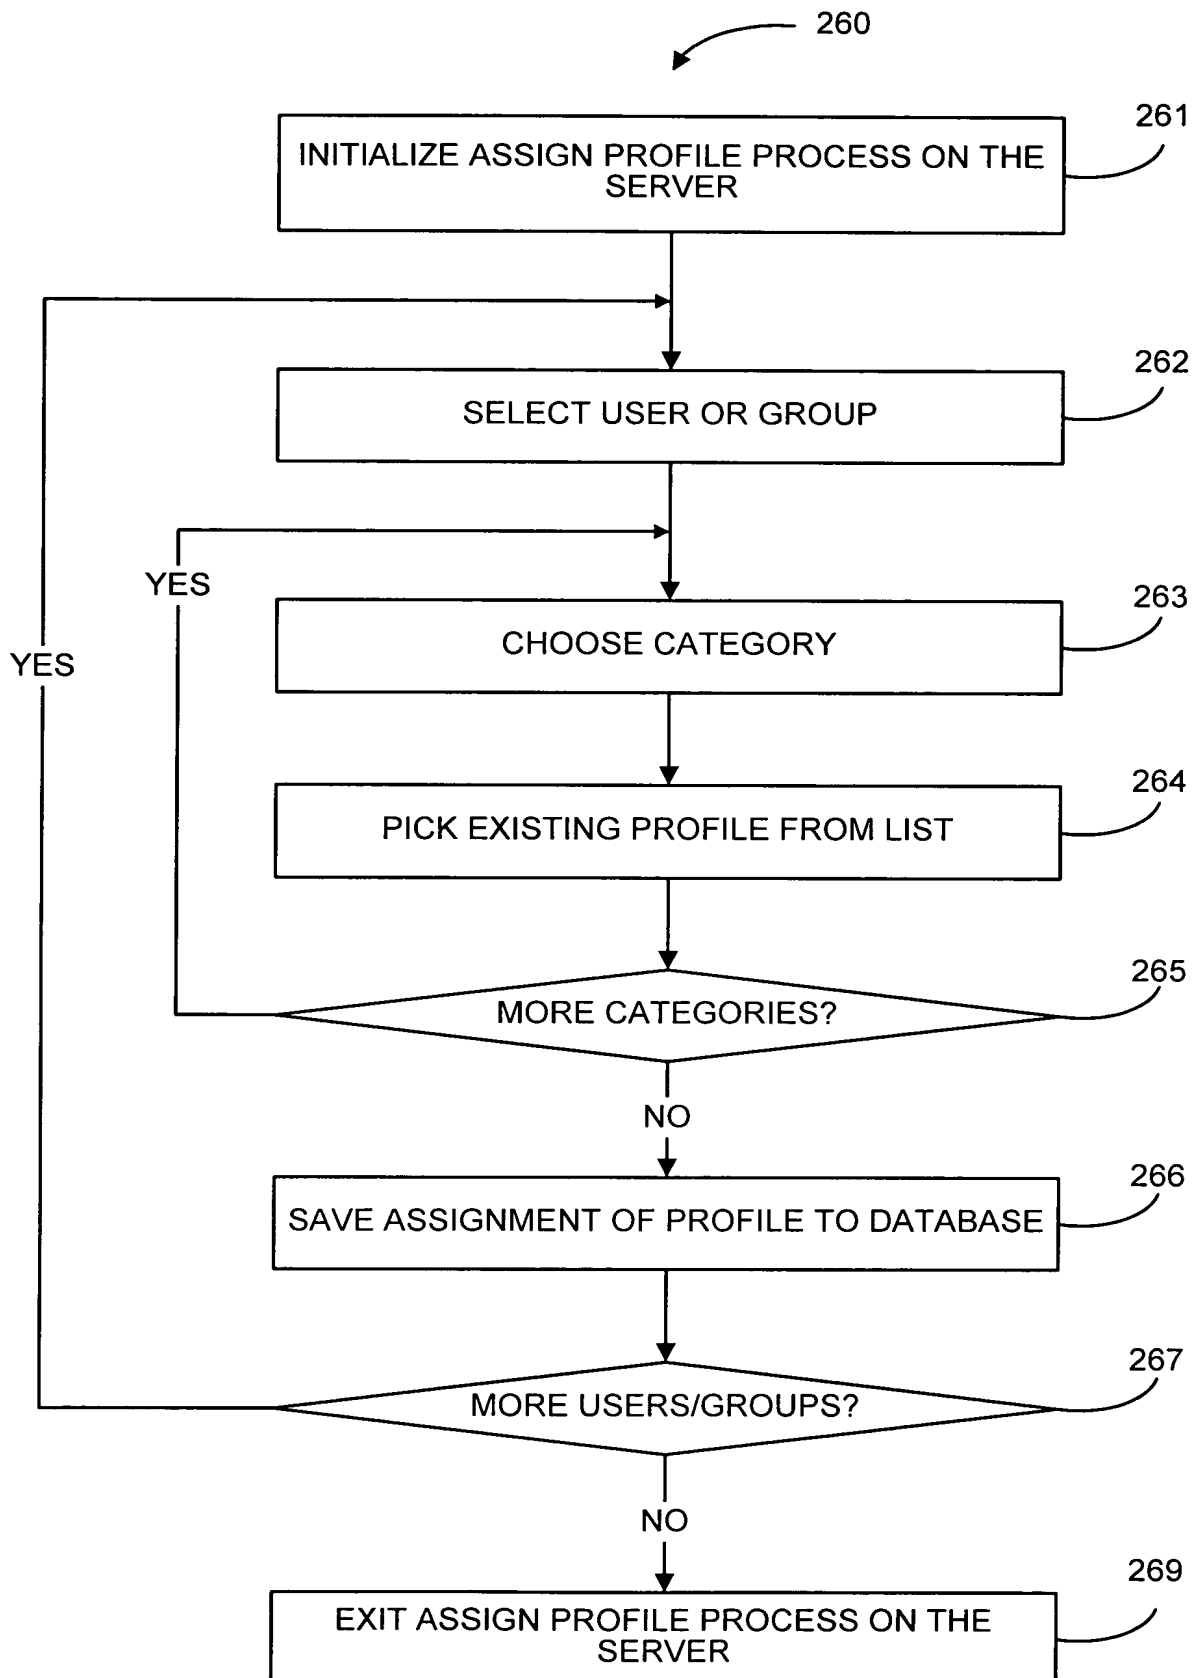 260
261
INITIALIZE ASSIGN PROFILE PROCESS ON THE
SERVER
262
SELECT USER OR GROUP
YES
263
CHOOSE CATEGORY
YES
264
PICK EXISTING PROFILE FROM LIST
265
MORE CATEGORIES?
NO
266
SAVE ASSIGNMENT OF PROFILE TO DATABASE
267
MORE USERS/GROUPS?
NO
269
EXIT ASSIGN PROFILE PROCESS ON THE
SERVER